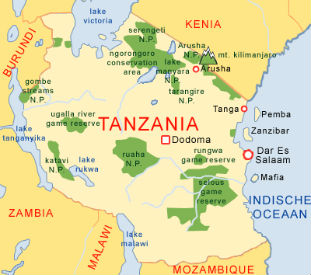 lake
victoria
serengeti
N.P.
KENIA
BURUNDI
ngorongoro
conservation
area
Arusha
N.P.
mt. kilimanjaro
lake
manyara
N.P.
Arusha
gombe
streams
N.P.
tarangire
N.P.
Tanga
Pemba
ugalla river
game reserve
TANZANIA
lake
tanganyika
Dodoma
Zanzibar
katavi
N.P.
lake
rukwa
ruaha
N.P.
rungwa
game reserve
Dar Es
Salaam
Mafia
selous
game
reserve
INDISCHE
OCEAAN
ZAMBIA
MALAWI
lake
malawi
MOZAMBIQUE